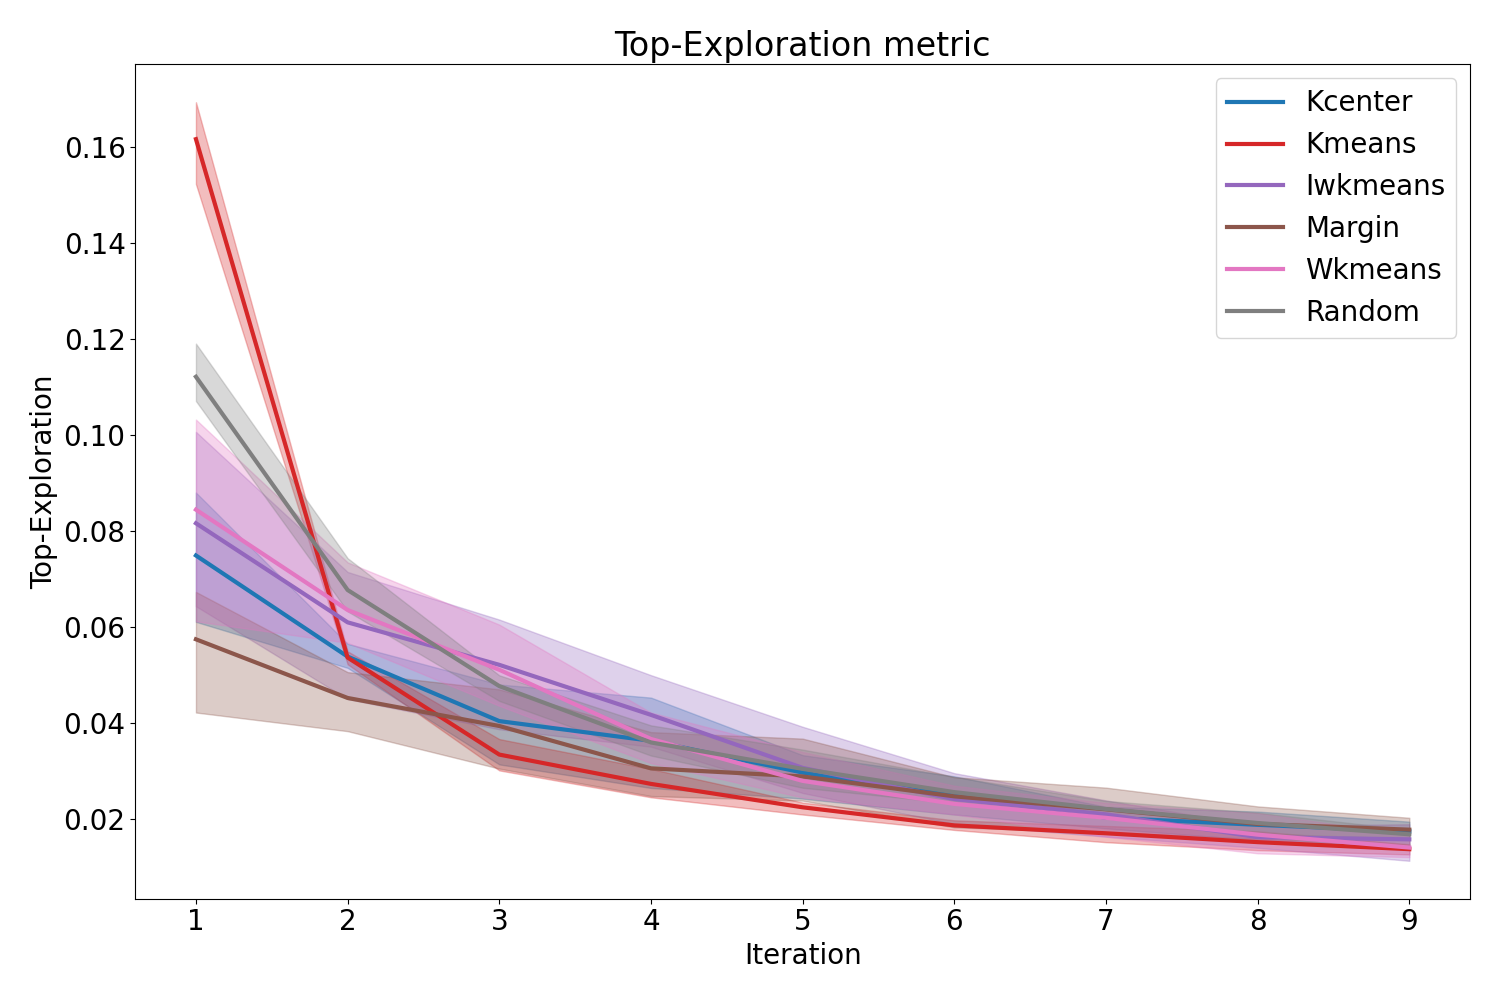 Top-Exploration metric
Kcenter
Kmeans
Iwkmeans
Margin
Wkmeans
Random
Top-Exploration
0.16
0.14
0.12
0.10
0.08
0.06
0.04
0.02
1 2 3 4 5 6 7 8 9
Iteration